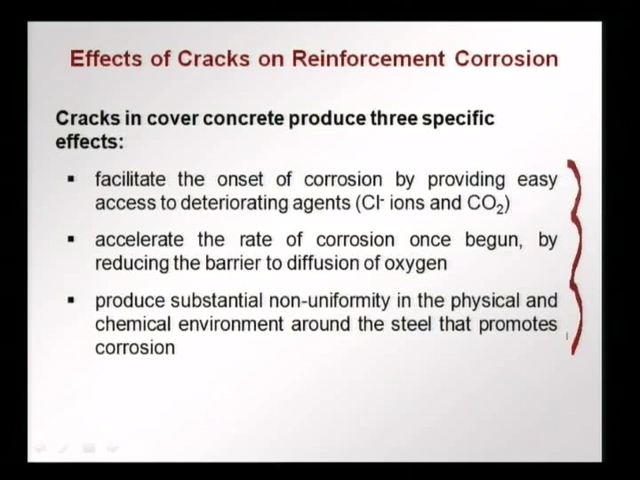 Effects of Cracks on Reinforcement Corrosion
Cracks in cover concrete produce three specific
effects:
▪ facilitate the onset of corrosion by providing easy
access to deteriorating agents (Cl⁻ ions and CO₂)
▪ accelerate the rate of corrosion once begun, by
reducing the barrier to diffusion of oxygen
▪ produce substantial non-uniformity in the physical and
chemical environment around the steel that promotes
corrosion